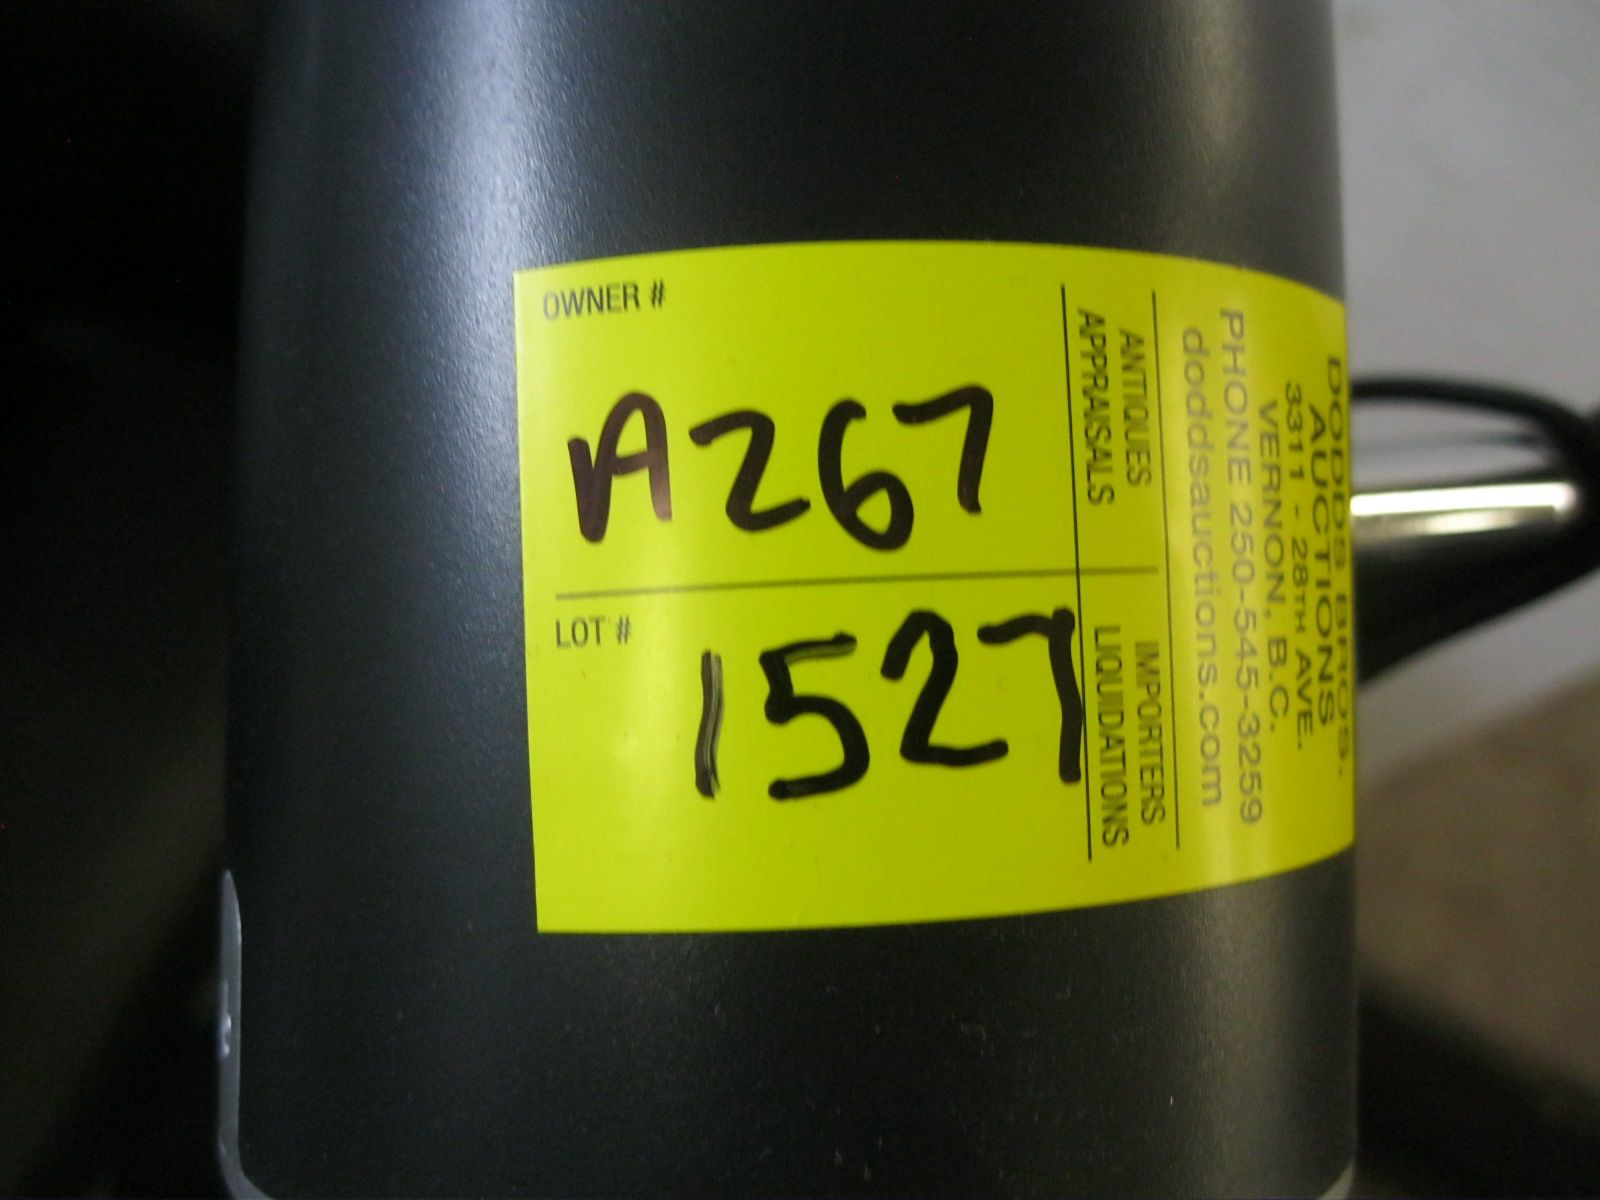 OWNER #
A267
LOT #
1527
ANTIQUES
APPRAISALS
IMPORTERS
LIQUIDATIONS
DODDS BROS.
AUCTIONS
3311 - 28TH AVE.
VERNON, B.C.
PHONE 250-545-3259
doddsauctions.com